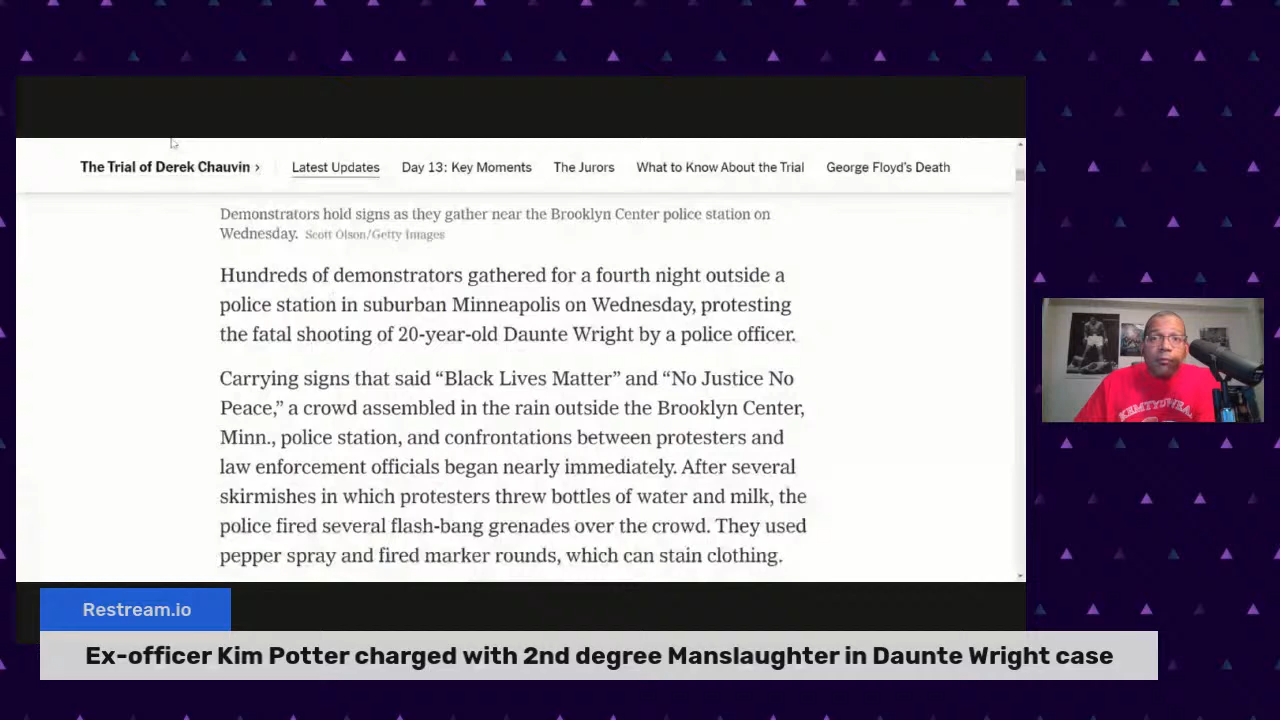 The Trial of Derek Chauvin › Latest Updates Day 13: Key Moments The Jurors What to Know About the Trial George Floyd's Death
Demonstrators hold signs as they gather near the Brooklyn Center police station on
Wednesday. Scott Olson/Getty Images
Hundreds of demonstrators gathered for a fourth night outside a
police station in suburban Minneapolis on Wednesday, protesting
the fatal shooting of 20-year-old Daunte Wright by a police officer.
Carrying signs that said “Black Lives Matter” and “No Justice No
Peace,” a crowd assembled in the rain outside the Brooklyn Center,
Minn., police station, and confrontations between protesters and
law enforcement officials began nearly immediately. After several
skirmishes in which protesters threw bottles of water and milk, the
police fired several flash-bang grenades over the crowd. They used
pepper spray and fired marker rounds, which can stain clothing.
Restream.io
Ex-officer Kim Potter charged with 2nd degree Manslaughter in Daunte Wright case